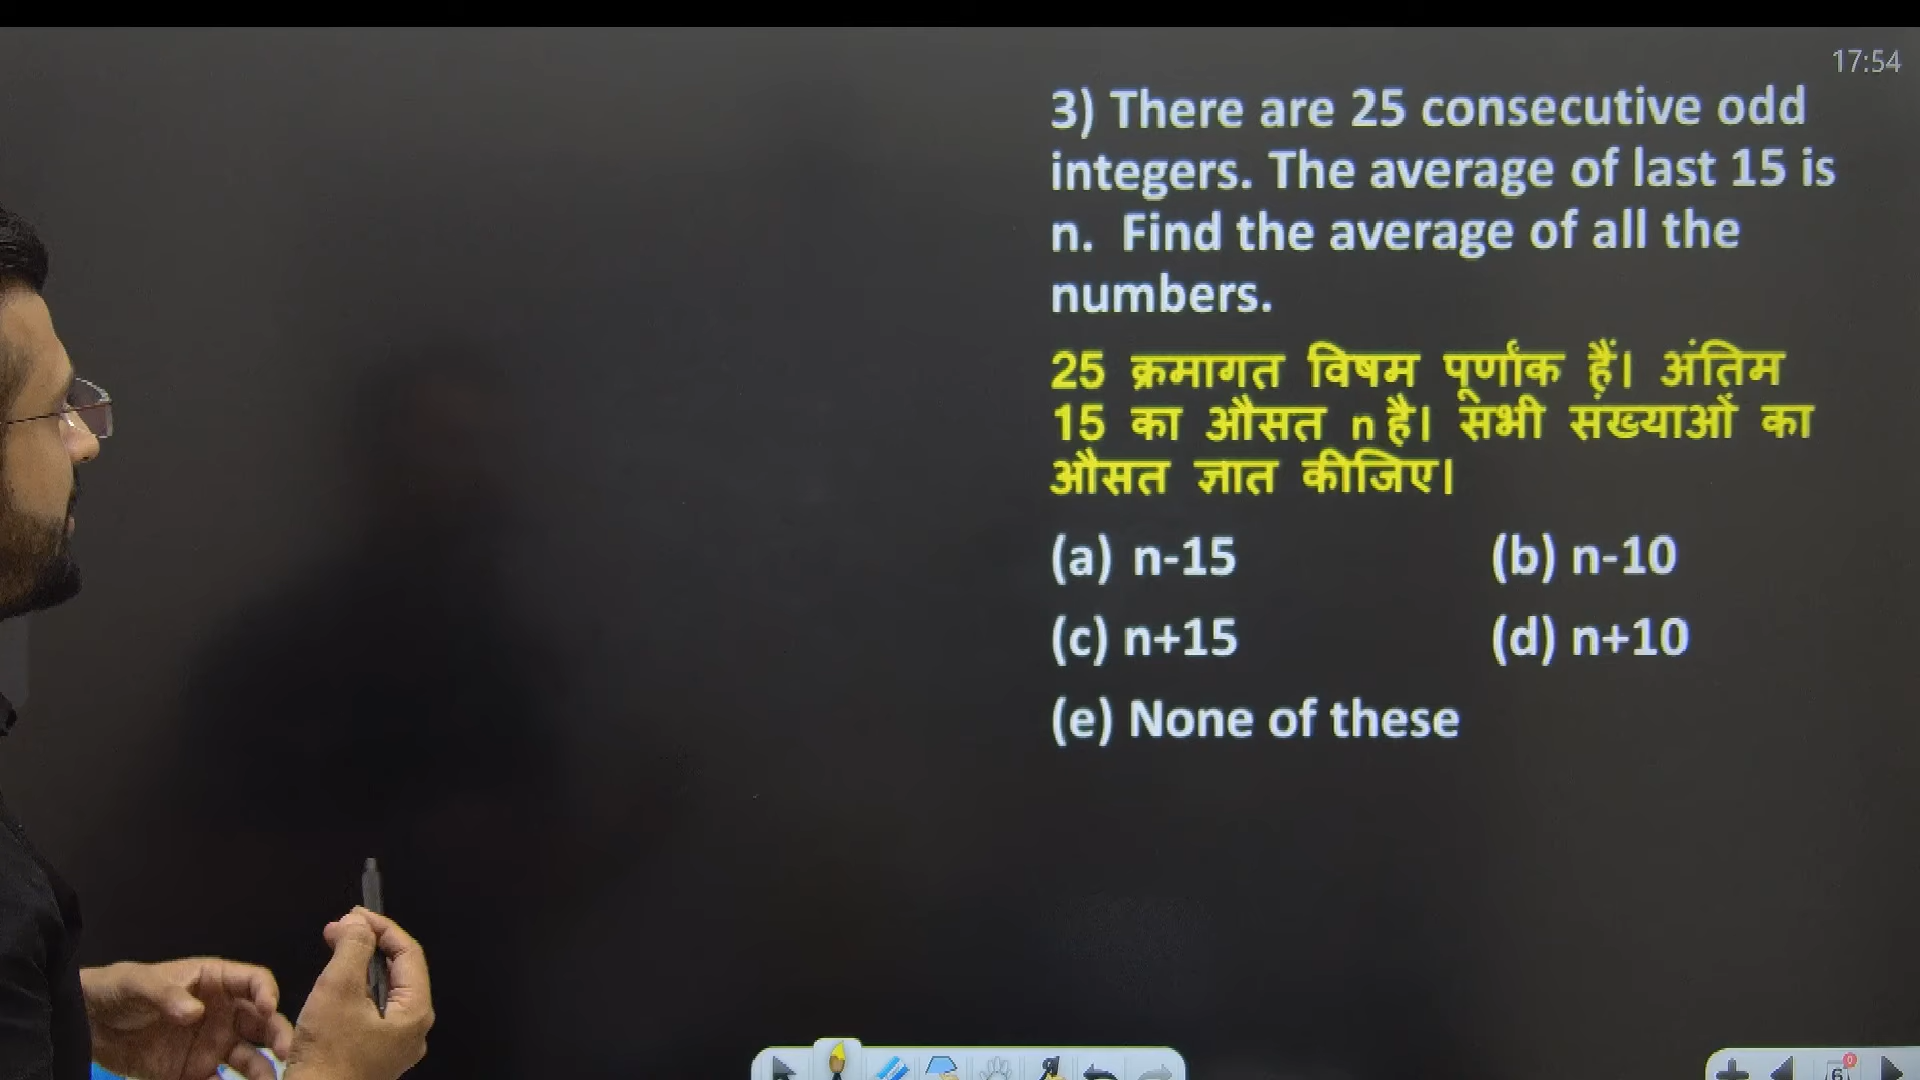 17:54
3) There are 25 consecutive odd
integers. The average of last 15 is
n. Find the average of all the
numbers.
25 क्रमागत विषम पूर्णांक हैं। अंतिम
15 का औसत n है। सभी संख्याओं का
औसत ज्ञात कीजिए।
(a) n-15 (b) n-10
(c) n+15 (d) n+10
(e) None of these